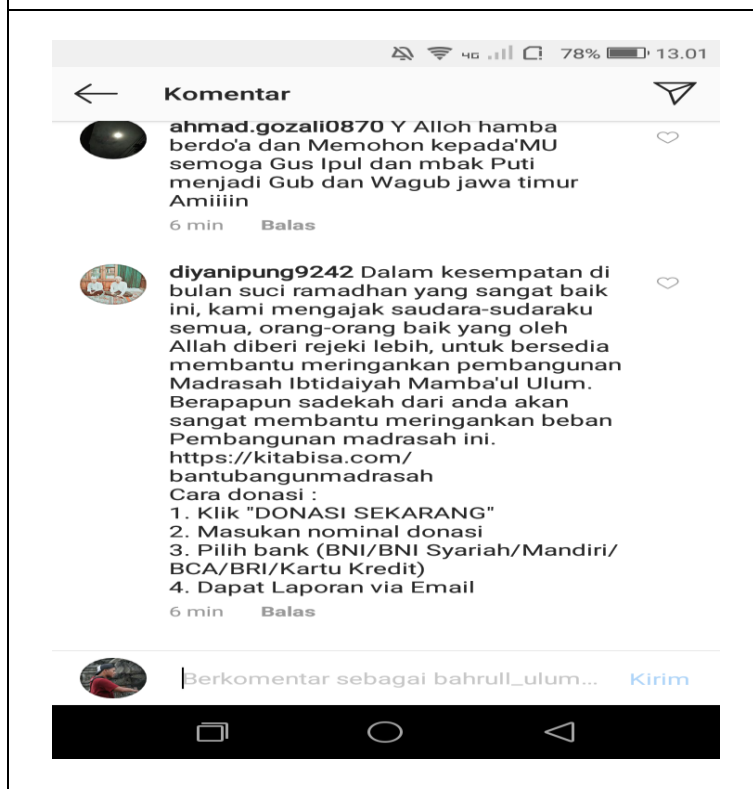 4G 78% 13.01
Komentar
ahmad.gozali0870 Y Alloh hamba
berdo'a dan Memohon kepada'MU
semoga Gus Ipul dan mbak Puti
menjadi Gub dan Wagub jawa timur
Amiiiin
6 min Balas
diyanipung9242 Dalam kesempatan di
bulan suci ramadhan yang sangat baik
ini, kami mengajak saudara-sudaraku
semua, orang-orang baik yang oleh
Allah diberi rejeki lebih, untuk bersedia
membantu meringankan pembangunan
Madrasah Ibtidaiyah Mamba'ul Ulum.
Berapapun sadekah dari anda akan
sangat membantu meringankan beban
Pembangunan madrasah ini.
https://kitabisa.com/
bantubangunmadrasah
Cara donasi :
1. Klik "DONASI SEKARANG"
2. Masukan nominal donasi
3. Pilih bank (BNI/BNI Syariah/Mandiri/
BCA/BRI/Kartu Kredit)
4. Dapat Laporan via Email
6 min Balas
Berkomentar sebagai bahrull_ulum... Kirim